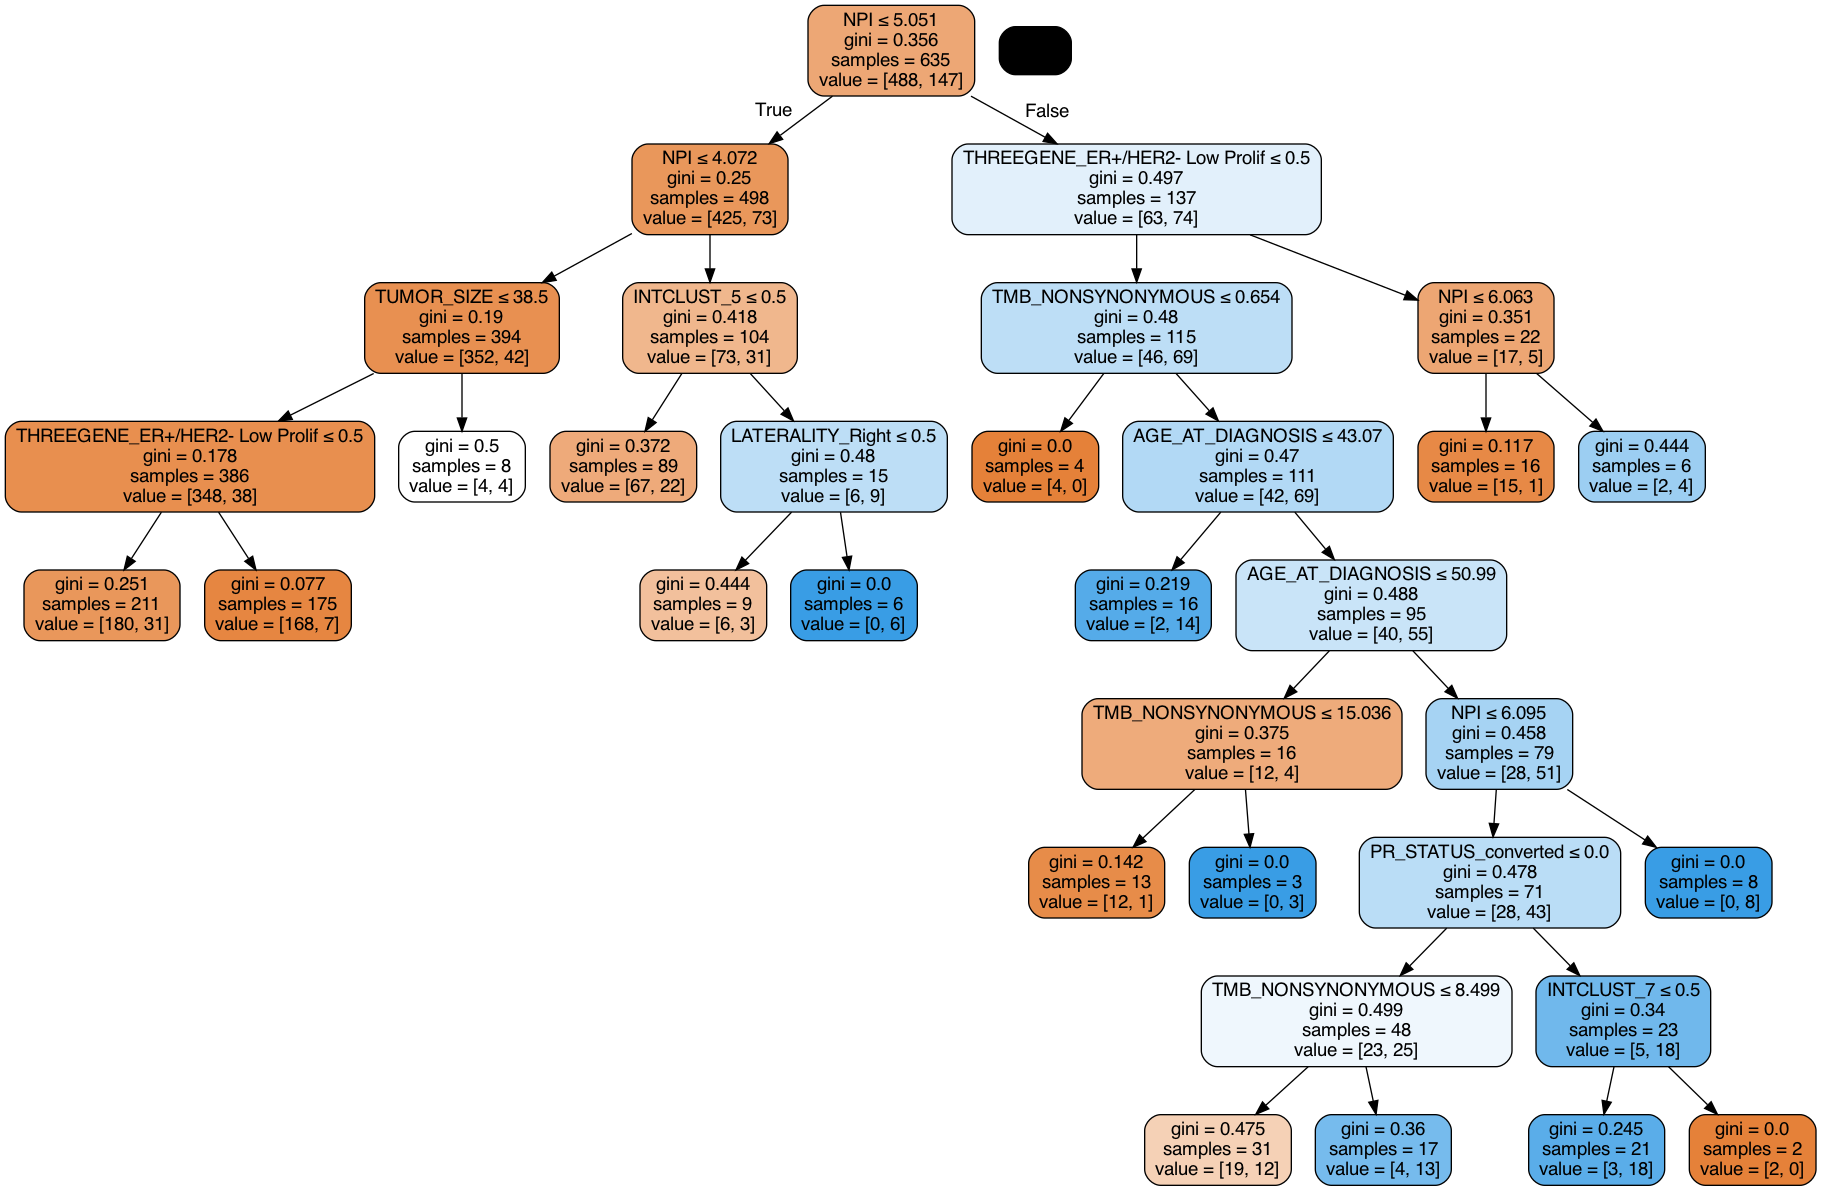 NPI ≤ 5.051
gini = 0.356
samples = 635
value = [488, 147]
True
False
NPI ≤ 4.072
gini = 0.25
samples = 498
value = [425, 73]
THREEGENE_ER+/HER2- Low Prolif ≤ 0.5
gini = 0.497
samples = 137
value = [63, 74]
TUMOR_SIZE ≤ 38.5
gini = 0.19
samples = 394
value = [352, 42]
INTCLUST_5 ≤ 0.5
gini = 0.418
samples = 104
value = [73, 31]
TMB_NONSYNONYMOUS ≤ 0.654
gini = 0.48
samples = 115
value = [46, 69]
NPI ≤ 6.063
gini = 0.351
samples = 22
value = [17, 5]
THREEGENE_ER+/HER2- Low Prolif ≤ 0.5
gini = 0.178
samples = 386
value = [348, 38]
gini = 0.5
samples = 8
value = [4, 4]
gini = 0.372
samples = 89
value = [67, 22]
LATERALITY_Right ≤ 0.5
gini = 0.48
samples = 15
value = [6, 9]
gini = 0.0
samples = 4
value = [4, 0]
AGE_AT_DIAGNOSIS ≤ 43.07
gini = 0.47
samples = 111
value = [42, 69]
gini = 0.117
samples = 16
value = [15, 1]
gini = 0.444
samples = 6
value = [2, 4]
gini = 0.251
samples = 211
value = [180, 31]
gini = 0.077
samples = 175
value = [168, 7]
gini = 0.444
samples = 9
value = [6, 3]
gini = 0.0
samples = 6
value = [0, 6]
gini = 0.219
samples = 16
value = [2, 14]
AGE_AT_DIAGNOSIS ≤ 50.99
gini = 0.488
samples = 95
value = [40, 55]
TMB_NONSYNONYMOUS ≤ 15.036
gini = 0.375
samples = 16
value = [12, 4]
NPI ≤ 6.095
gini = 0.458
samples = 79
value = [28, 51]
gini = 0.142
samples = 13
value = [12, 1]
gini = 0.0
samples = 3
value = [0, 3]
PR_STATUS_converted ≤ 0.0
gini = 0.478
samples = 71
value = [28, 43]
gini = 0.0
samples = 8
value = [0, 8]
TMB_NONSYNONYMOUS ≤ 8.499
gini = 0.499
samples = 48
value = [23, 25]
INTCLUST_7 ≤ 0.5
gini = 0.34
samples = 23
value = [5, 18]
gini = 0.475
samples = 31
value = [19, 12]
gini = 0.36
samples = 17
value = [4, 13]
gini = 0.245
samples = 21
value = [3, 18]
gini = 0.0
samples = 2
value = [2, 0]